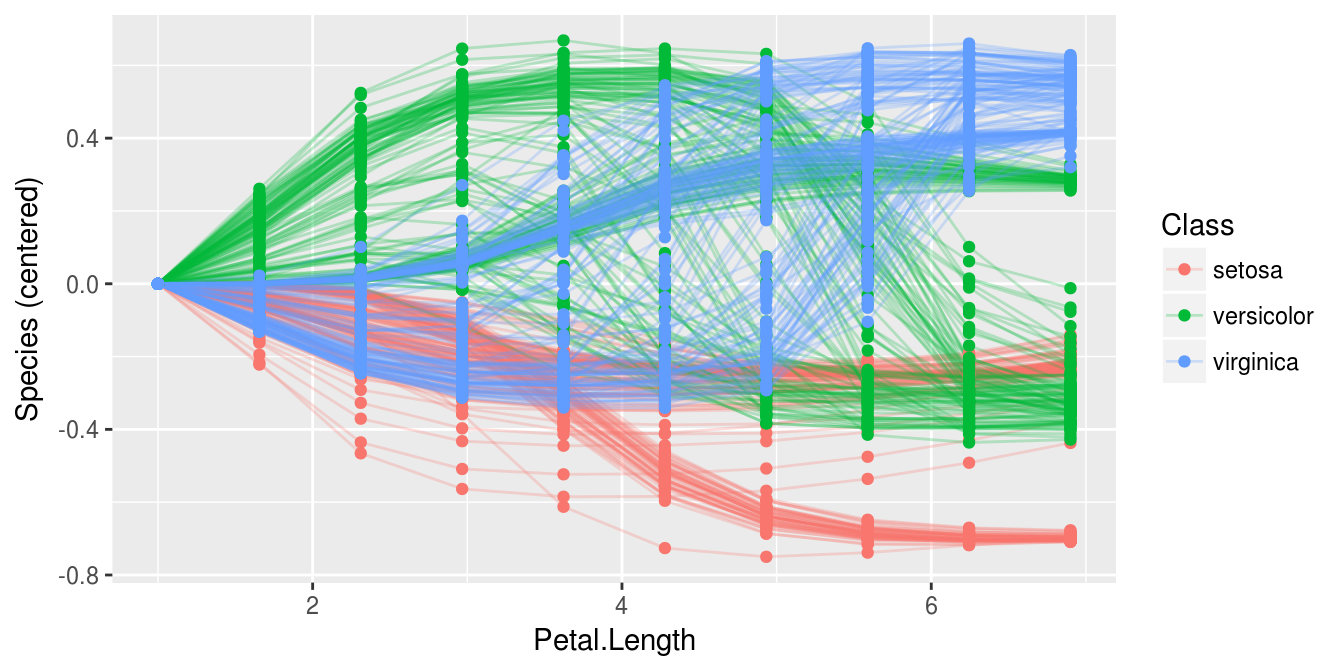 Species (centered)
0.4
0.0
-0.4
-0.8
2 4 6
Petal.Length
Class
setosa
versicolor
virginica